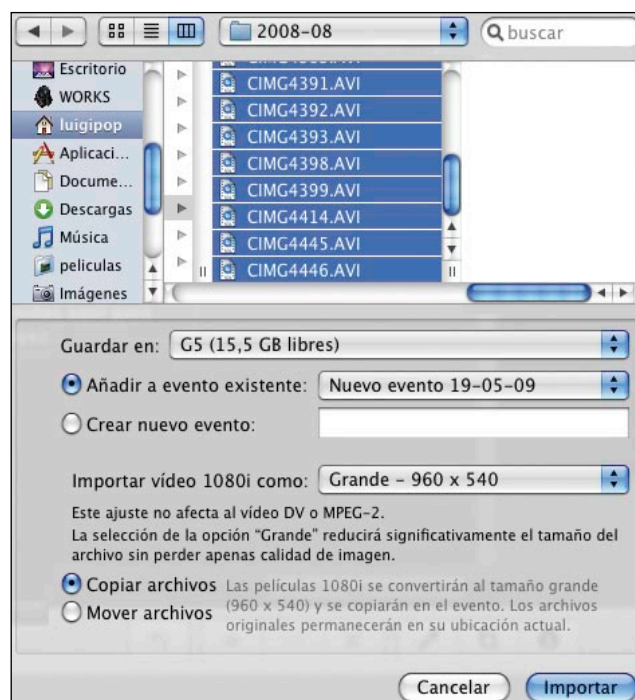 2008-08
buscar
Escritorio
WORKS
luigipop
Aplicaci...
Docume...
Descargas
Música
peliculas
Imágenes
CIMG4391.AVI
CIMG4392.AVI
CIMG4393.AVI
CIMG4398.AVI
CIMG4399.AVI
CIMG4414.AVI
CIMG4445.AVI
CIMG4446.AVI
Guardar en: G5 (15,5 GB libres)
Añadir a evento existente: Nuevo evento 19-05-09
Crear nuevo evento:
Importar vídeo 1080i como: Grande - 960 x 540
Este ajuste no afecta al vídeo DV o MPEG-2.
La selección de la opción “Grande” reducirá significativamente el tamaño del
archivo sin perder apenas calidad de imagen.
Copiar archivos
Mover archivos
Las películas 1080i se convertirán al tamaño grande
(960 x 540) y se copiarán en el evento. Los archivos
originales permanecerán en su ubicación actual.
Cancelar
Importar